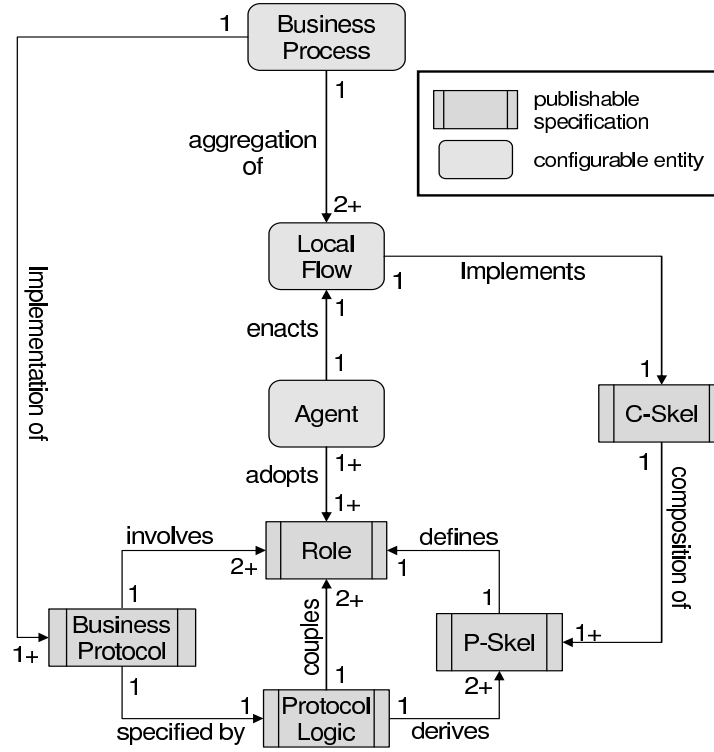 1
Business
Process
1
publishable
specification
configurable entity
aggregation
of
2+
Local
Flow
1
Implements
1
enacts
1
Implementation of
1
Agent
C-Skel
1+
1
adopts
1+
composition of
involves
Role
defines
2+
1
1
2+
1
couples
Business
Protocol
P-Skel
1+
1+
1
1
2+
1
Protocol
Logic
1
specified by
derives